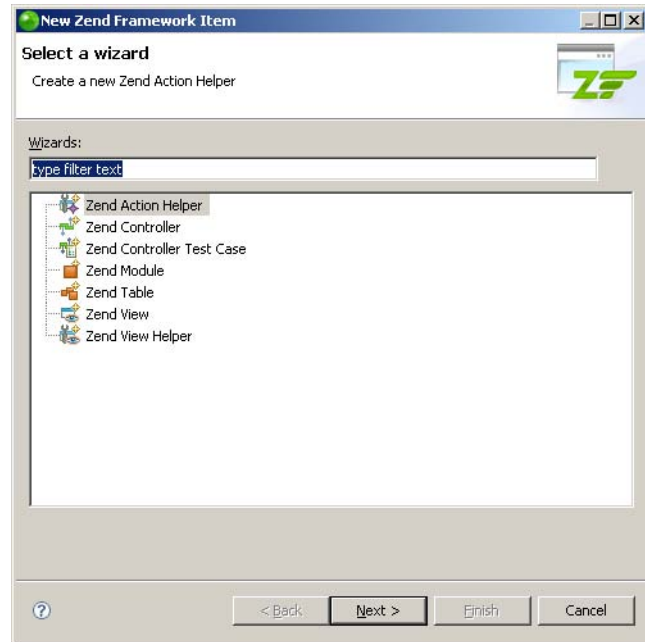 New Zend Framework Item
Select a wizard
Create a new Zend Action Helper
ZF
Wizards:
type filter text
Zend Action Helper
Zend Controller
Zend Controller Test Case
Zend Module
Zend Table
Zend View
Zend View Helper
? < Back Next > Finish Cancel